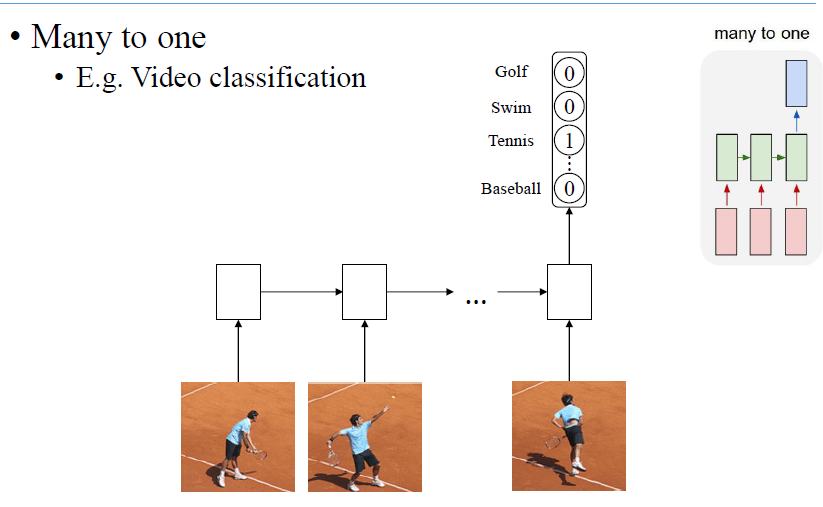 • Many to one
• E.g. Video classification
many to one
Golf 0
Swim 0
Tennis 1
⋮
Baseball 0
...